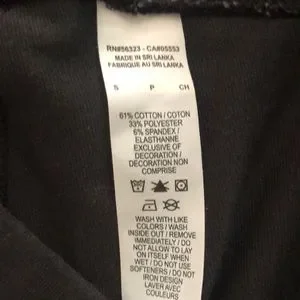 RN#56323 - CA#05553
MADE IN SRI LANKA
FABRIQUE AU SRI LANKA
S P CH
61% COTTON / COTON
33% POLYESTER
6% SPANDEX /
ELASTHANNE
EXCLUSIVE OF
DECORATION /
DECORATION NON
COMPRISE
WASH WITH LIKE
COLORS / WASH
INSIDE OUT / REMOVE
IMMEDIATELY / DO
NOT ALLOW TO LAY
ON ITSELF WHEN
WET / DO NOT USE
SOFTENERS / DO NOT
IRON DESIGN
LAVER AVEC
COULEURS